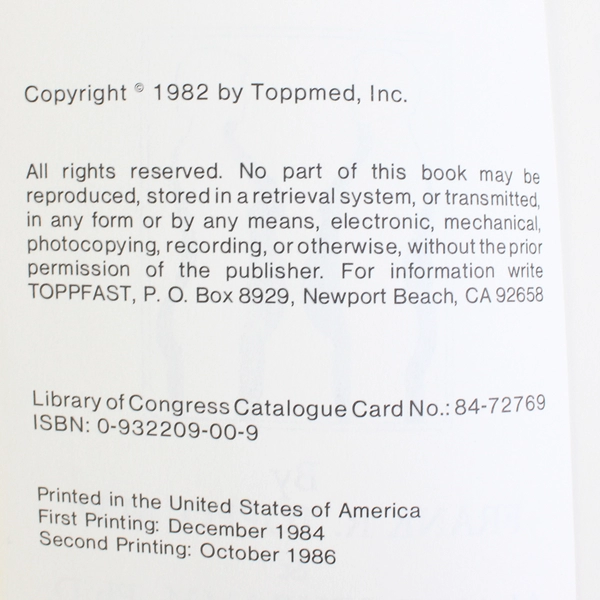 Copyright © 1982 by Toppmed, Inc.
All rights reserved. No part of this book may be
reproduced, stored in a retrieval system, or transmitted,
in any form or by any means, electronic, mechanical,
photocopying, recording, or otherwise, without the prior
permission of the publisher. For information write
TOPPFAST, P. O. Box 8929, Newport Beach, CA 92658
Library of Congress Catalogue Card No.: 84-72769
ISBN: 0-932209-00-9
Printed in the United States of America
First Printing: December 1984
Second Printing: October 1986